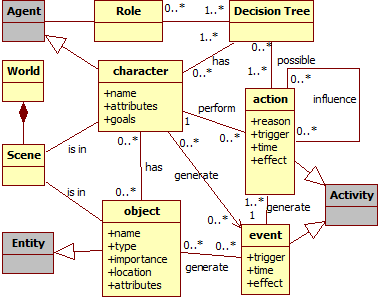 Agent
Role
0..*
1..*
Decision Tree
World
1..*
has
0..*
possible
character
+name
+attributes
+goals
0..*
influence
action
+reason
+trigger
+time
+effect
1
perform
0..*
0..*
Scene
is in
0..*
0..*
has
generate
is in
0..*
1..*
generate
1
Activity
object
+name
+type
+importance
+location
+attributes
0..*
event
+trigger
+time
+effect
Entity
0..*
0..*
generate